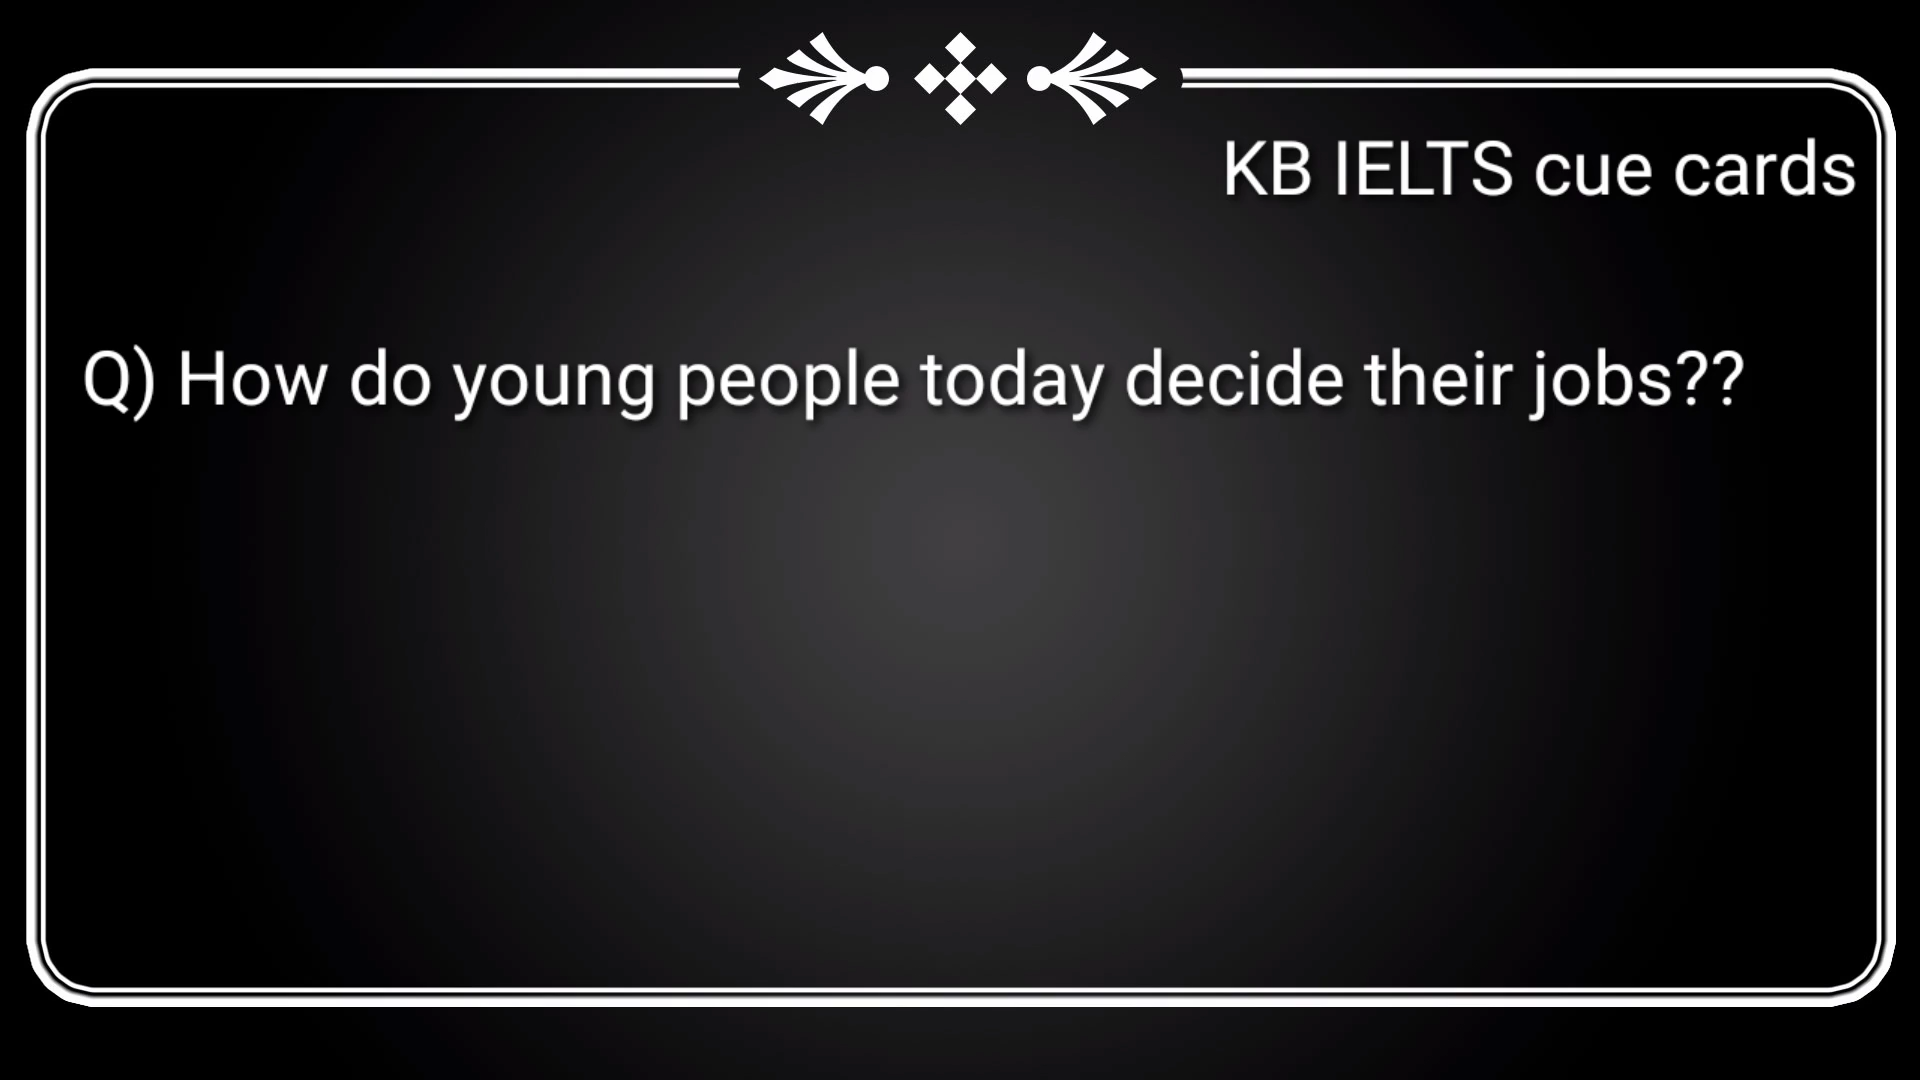 KB IELTS cue cards
Q) How do young people today decide their jobs??